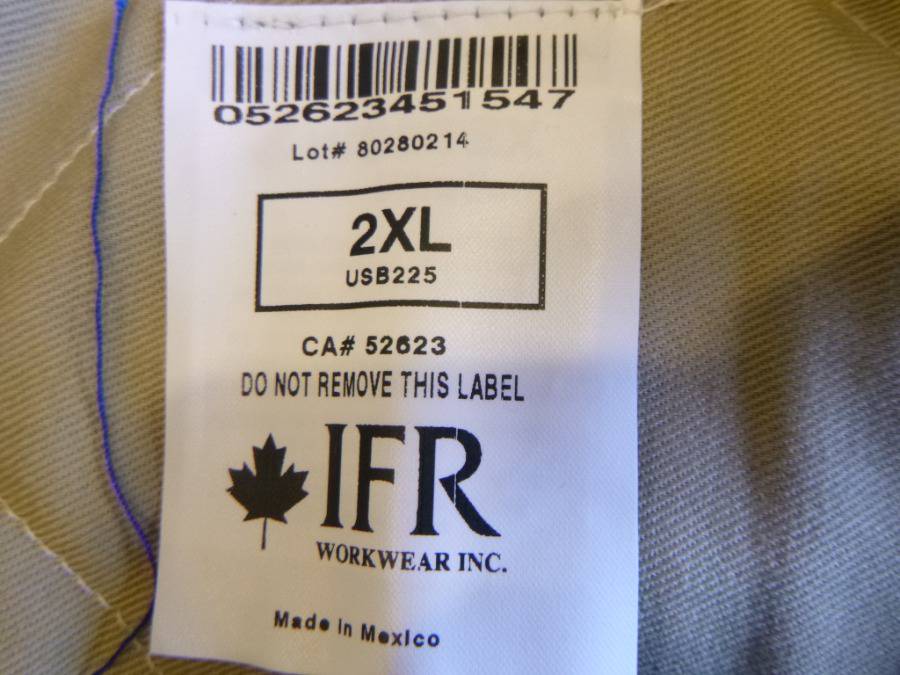 052623451547
Lot# 80280214
2XL
USB225
CA# 52623
DO NOT REMOVE THIS LABEL
IFR
WORKWEAR INC.
Made in Mexico